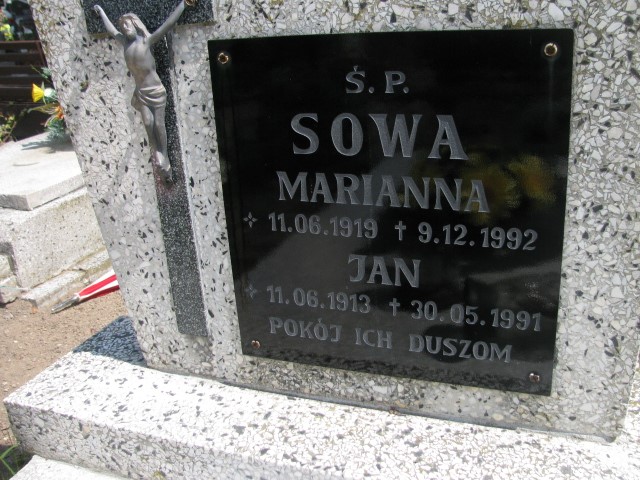 Ś. P.
SOWA
MARIANNA
✧ 11.06.1919 † 9.12.1992
JAN
✧ 11.06.1913 † 30.05.1991
POKÓJ ICH DUSZOM